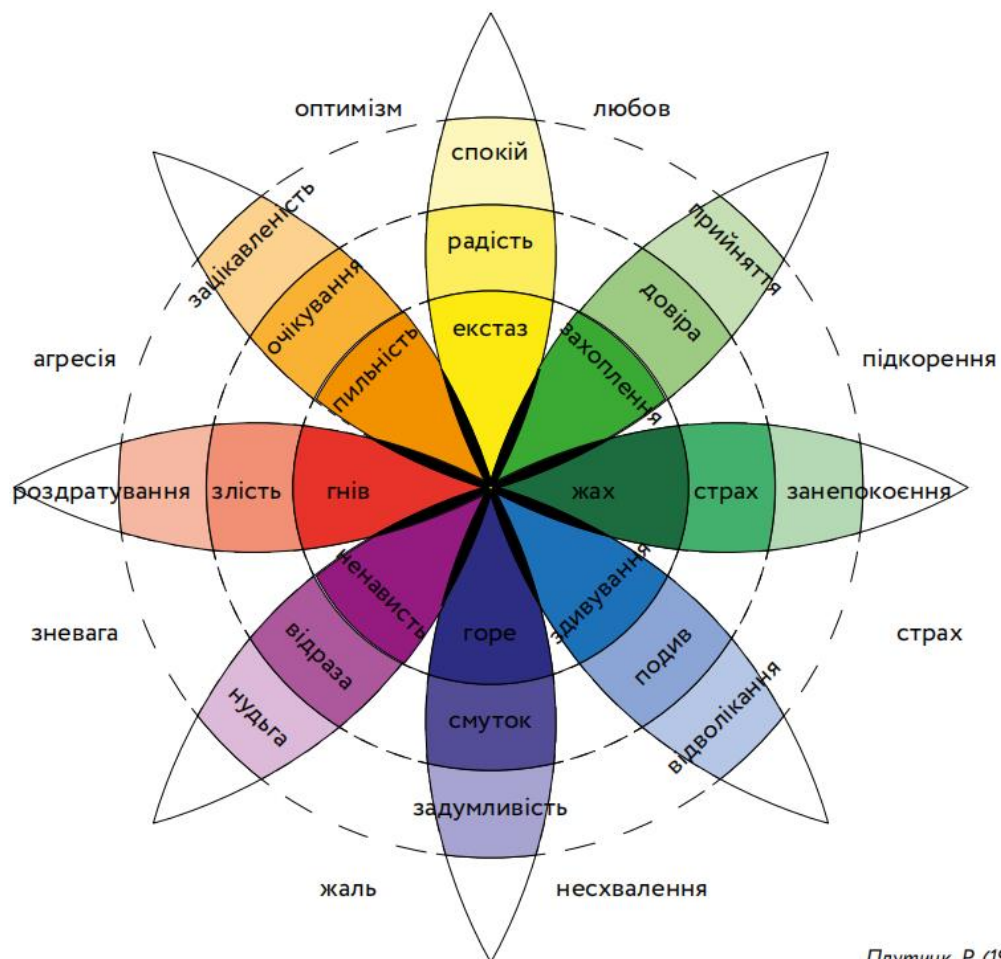 оптимізм
любов
спокій
зацікавленість
прийняття
радість
очікування
довіра
екстаз
пильність
захоплення
агресія
підкорення
роздратування
злість
гнів
жах
страх
занепокоєння
ненависть
здивування
зневага
горе
страх
відраза
подив
нудьга
смуток
відволікання
задумливість
жаль
несхвалення